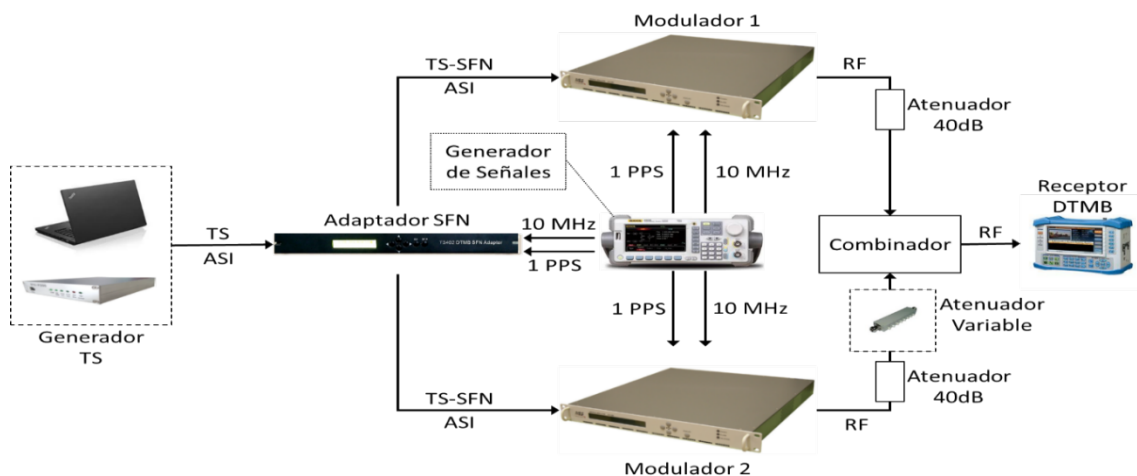 Modulador 1
TS-SFN
ASI
RF
Atenuador
40dB
Generador
de Señales
1 PPS
10 MHz
Receptor
DTMB
Adaptador SFN
10 MHz
1 PPS
TS
ASI
Combinador
RF
1 PPS
10 MHz
Atenuador
Variable
Generador
TS
TS-SFN
ASI
RF
Atenuador
40dB
Modulador 2